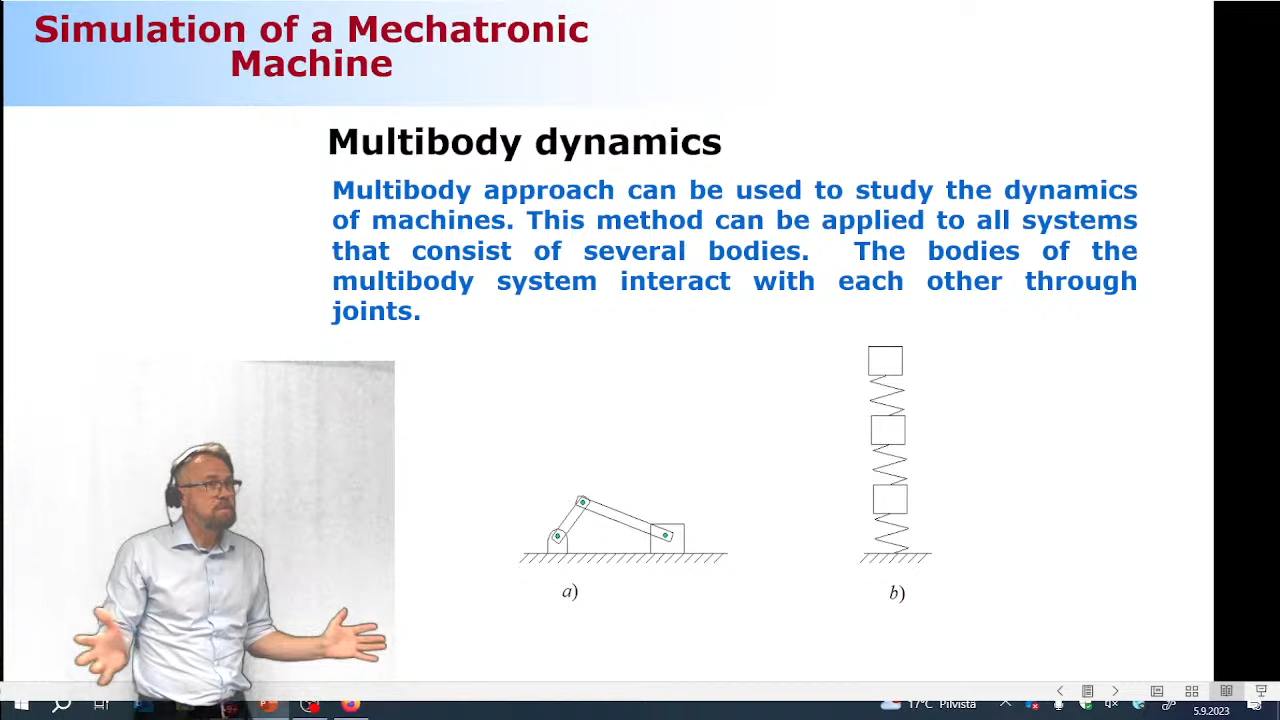 Simulation of a Mechatronic
Machine
Multibody dynamics
Multibody approach can be used to study the dynamics
of machines. This method can be applied to all systems
that consist of several bodies. The bodies of the
multibody system interact with each other through
joints.
a)
b)
17°C Pilvistä
5.9.2023